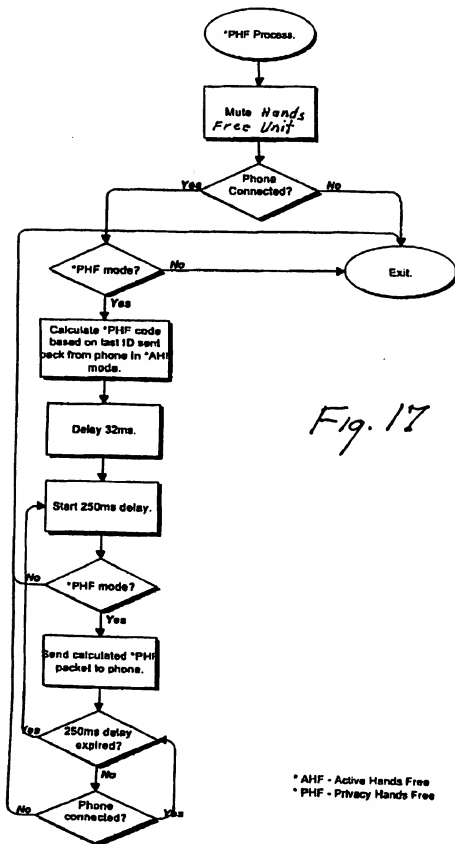 *PHF Process.
Mute Hands
Free Unit
Phone
Connected?
Yes
No
*PHF mode?
No
Exit.
Yes
Calculate *PHF code
based on last ID sent
back from phone in *AHF
mode.
Delay 32ms.
Fig. 17
Start 250ms delay.
No
*PHF mode?
Yes
Send calculated *PHF
packet to phone.
Yes
250ms delay
expired?
No
No
Phone
connected?
Yes
* AHF - Active Hands Free
* PHF - Privacy Hands Free